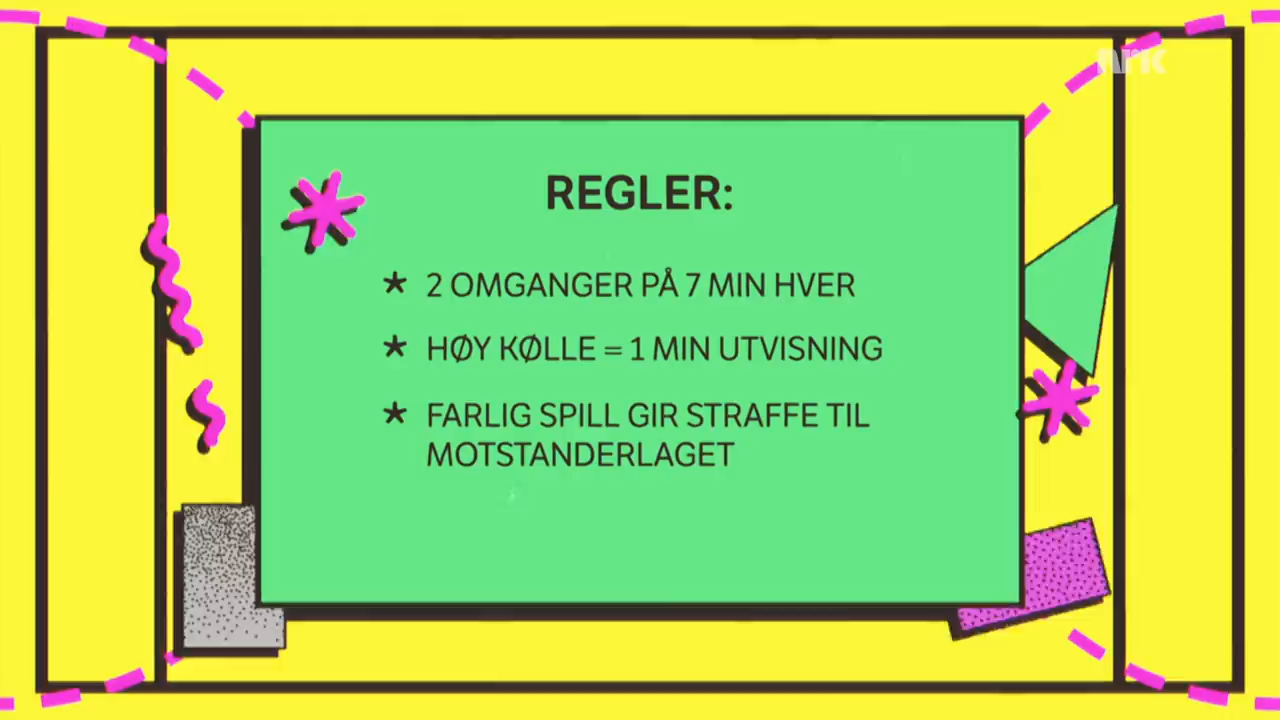 nrk
REGLER:
* 2 OMGANGER PÅ 7 MIN HVER
* HØY KØLLE = 1 MIN UTVISNING
* FARLIG SPILL GIR STRAFFE TIL
MOTSTANDERLAGET